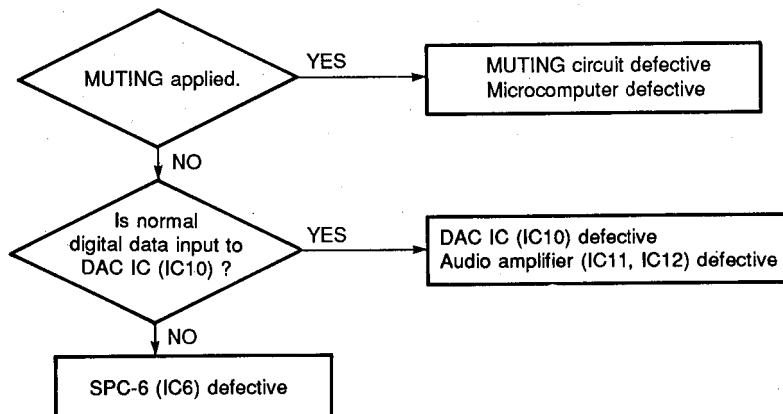 MUTING applied.
YES
MUTING circuit defective
Microcomputer defective
NO
Is normal
digital data input to
DAC IC (IC10) ?
YES
DAC IC (IC10) defective
Audio amplifier (IC11, IC12) defective
NO
SPC-6 (IC6) defective